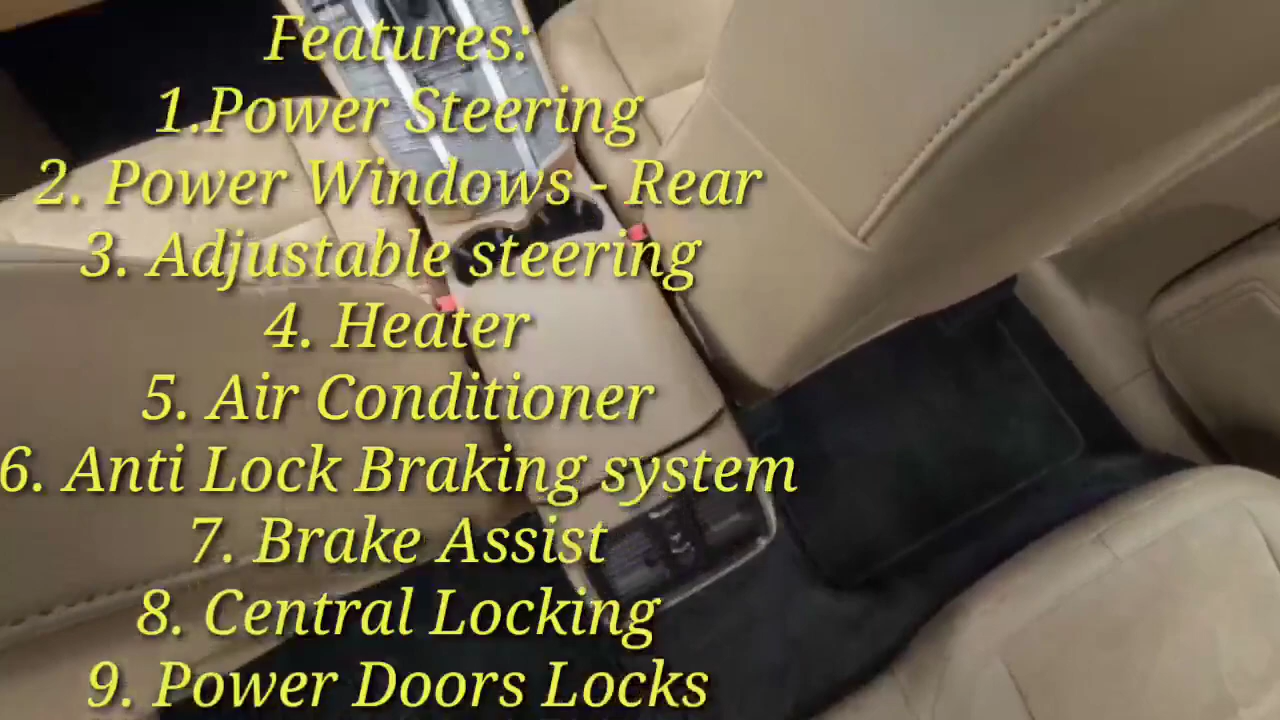 Features:
1.Power Steering
2. Power Windows - Rear
3. Adjustable steering
4. Heater
5. Air Conditioner
6. Anti Lock Braking system
7. Brake Assist
8. Central Locking
9. Power Doors Locks